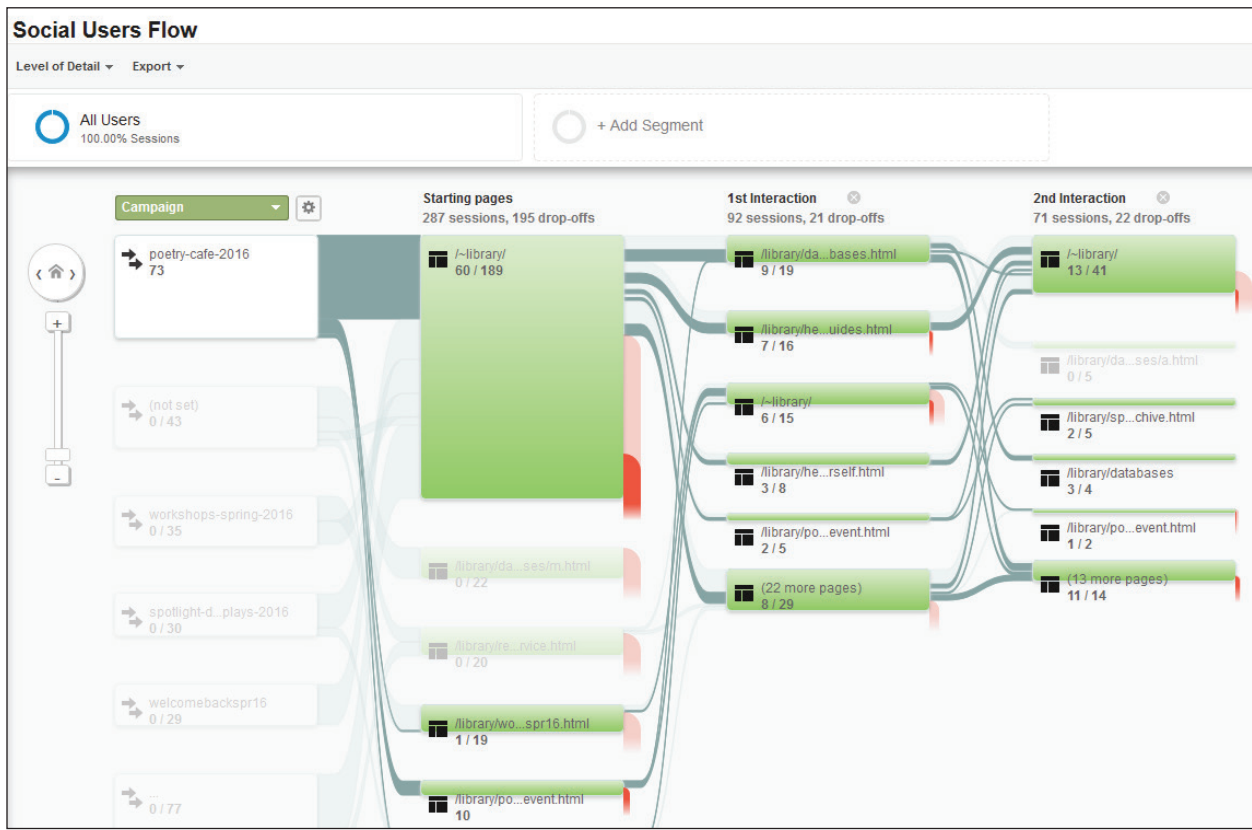 Social Users Flow
Level of Detail
Export
All Users
100.00% Sessions
+ Add Segment
Campaign
Starting pages
287 sessions, 195 drop-offs
1st Interaction
92 sessions, 21 drop-offs
2nd Interaction
71 sessions, 22 drop-offs
poetry-cafe-2016
73
(not set)
0 / 43
workshops-spring-2016
0 / 35
spotlight-d...plays-2016
0 / 30
welcomebackspr16
0 / 29
...
0 / 77
/~library/
60 / 189
/library/da...ses/m.html
0 / 22
/library/re...rvice.html
0 / 20
/library/wo...spr16.html
1 / 19
/library/po...event.html
10
/library/da...bases.html
9 / 19
/library/he...uides.html
7 / 16
/~library/
6 / 15
/library/he...rself.html
3 / 8
/library/po...event.html
2 / 5
(22 more pages)
8 / 29
/~library/
13 / 41
/library/da...ses/a.html
0 / 5
/library/sp...chive.html
2 / 5
/library/databases
3 / 4
/library/po...event.html
1 / 2
(13 more pages)
11 / 14
+
-